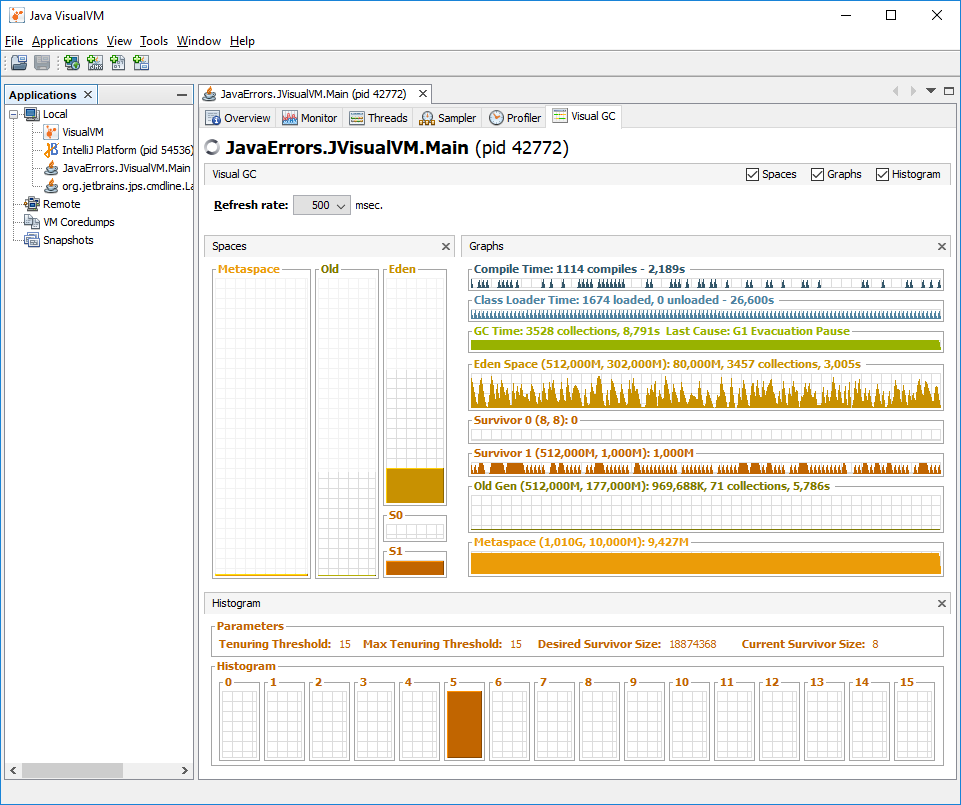 Java VisualVM
File Applications View Tools Window Help
Applications
Local
VisualVM
IntelliJ Platform (pid 54536)
JavaErrors.JVisualVM.Main
org.jetbrains.jps.cmdline.La
Remote
VM Coredumps
Snapshots
JavaErrors.JVisualVM.Main (pid 42772)
Overview Monitor Threads Sampler Profiler Visual GC
JavaErrors.JVisualVM.Main (pid 42772)
Visual GC Spaces Graphs Histogram
Refresh rate: 500 msec.
Spaces
Metaspace Old Eden
S0
S1
Graphs
Compile Time: 1114 compiles - 2,189s
Class Loader Time: 1674 loaded, 0 unloaded - 26,600s
GC Time: 3528 collections, 8,791s Last Cause: G1 Evacuation Pause
Eden Space (512,000M, 302,000M): 80,000M, 3457 collections, 3,005s
Survivor 0 (8, 8): 0
Survivor 1 (512,000M, 1,000M): 1,000M
Old Gen (512,000M, 177,000M): 969,688K, 71 collections, 5,786s
Metaspace (1,010G, 10,000M): 9,427M
Histogram
Parameters
Tenuring Threshold: 15 Max Tenuring Threshold: 15 Desired Survivor Size: 18874368 Current Survivor Size: 8
Histogram
0 1 2 3 4 5 6 7 8 9 10 11 12 13 14 15